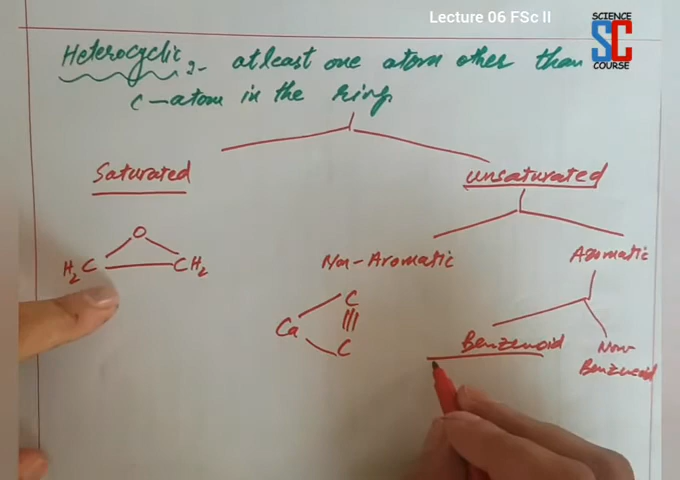 Lecture 06 FSc II
SCIENCE
SC
COURSE
Heterocyclic :- atleast one atom other than
C-atom in the ring
Saturated
unsaturated
Non-Aromatic
Aromatic
O
H2C CH2
C
Ca
C
Benzenoid
Non
Benzenoid